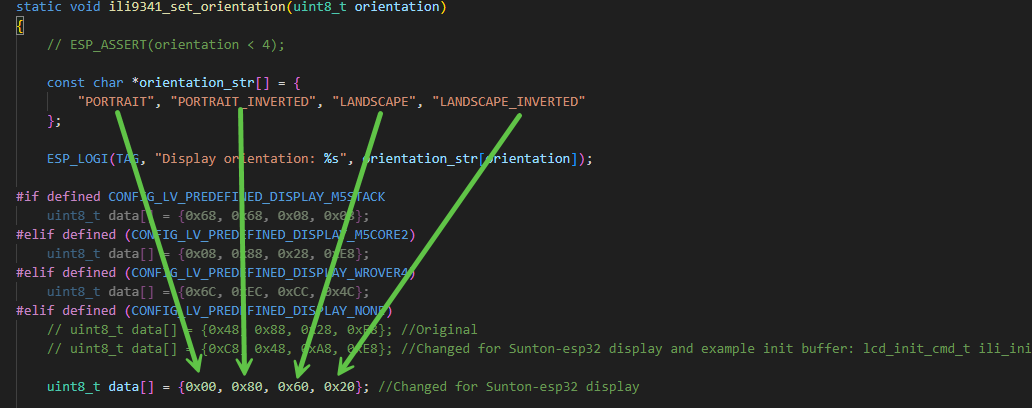 static void ili9341_set_orientation(uint8_t orientation)
{
// ESP_ASSERT(orientation < 4);
const char *orientation_str[] = {
"PORTRAIT", "PORTRAIT_INVERTED", "LANDSCAPE", "LANDSCAPE_INVERTED"
};
ESP_LOGI(TAG, "Display orientation: %s", orientation_str[orientation]);
#if defined CONFIG_LV_PREDEFINED_DISPLAY_M5STACK
uint8_t data[] = {0x68, 0x68, 0x08, 0x08};
#elif defined (CONFIG_LV_PREDEFINED_DISPLAY_M5CORE2)
uint8_t data[] = {0x08, 0x88, 0x28, 0xE8};
#elif defined (CONFIG_LV_PREDEFINED_DISPLAY_WROVER4)
uint8_t data[] = {0x6C, 0xEC, 0xCC, 0x4C};
#elif defined (CONFIG_LV_PREDEFINED_DISPLAY_NONE)
// uint8_t data[] = {0x48, 0x88, 0x28, 0xE8}; //Original
// uint8_t data[] = {0xC8, 0x48, 0xA8, 0xE8}; //Changed for Sunton-esp32 display and example init buffer: lcd_init_cmd_t ili_ini
uint8_t data[] = {0x00, 0x80, 0x60, 0x20}; //Changed for Sunton-esp32 display